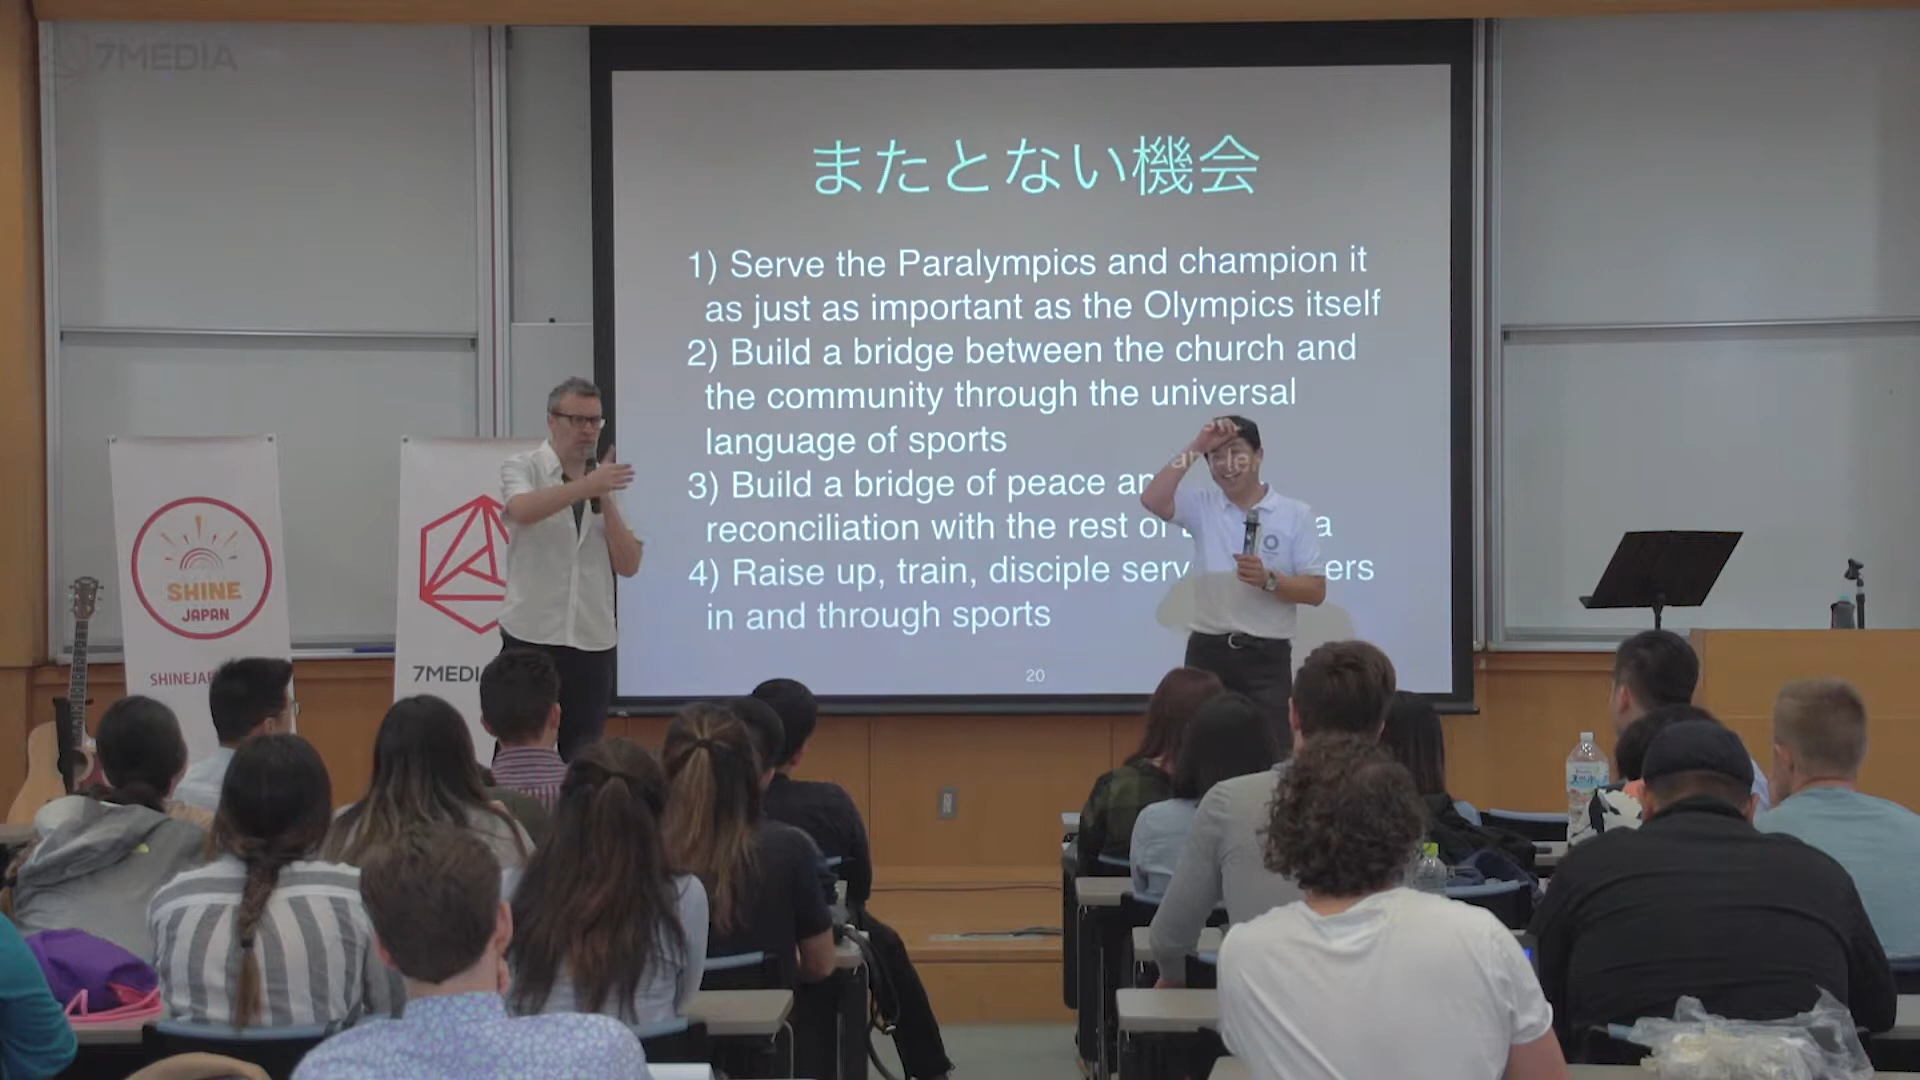 7MEDIA
またとない機会
1) Serve the Paralympics and champion it
as just as important as the Olympics itself
2) Build a bridge between the church and
the community through the universal
language of sports
3) Build a bridge of peace an
reconciliation with the rest of a
4) Raise up, train, disciple serv ers
in and through sports
20
SHINE
JAPAN
SHINEJAP
7MEDI